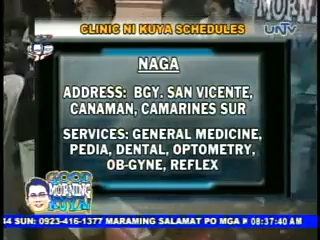 CLINIC NI KUYA SCHEDULES
UNTV
NAGA
ADDRESS: BGY. SAN VICENTE,
CANAMAN, CAMARINES SUR
SERVICES: GENERAL MEDICINE,
PEDIA, DENTAL, OPTOMETRY,
OB-GYNE, REFLEX
GOOD
MORNING
KUYA
44 SUN: 0923-416-1377 MARAMING SALAMAT PO MGA K 08:37:40 AM